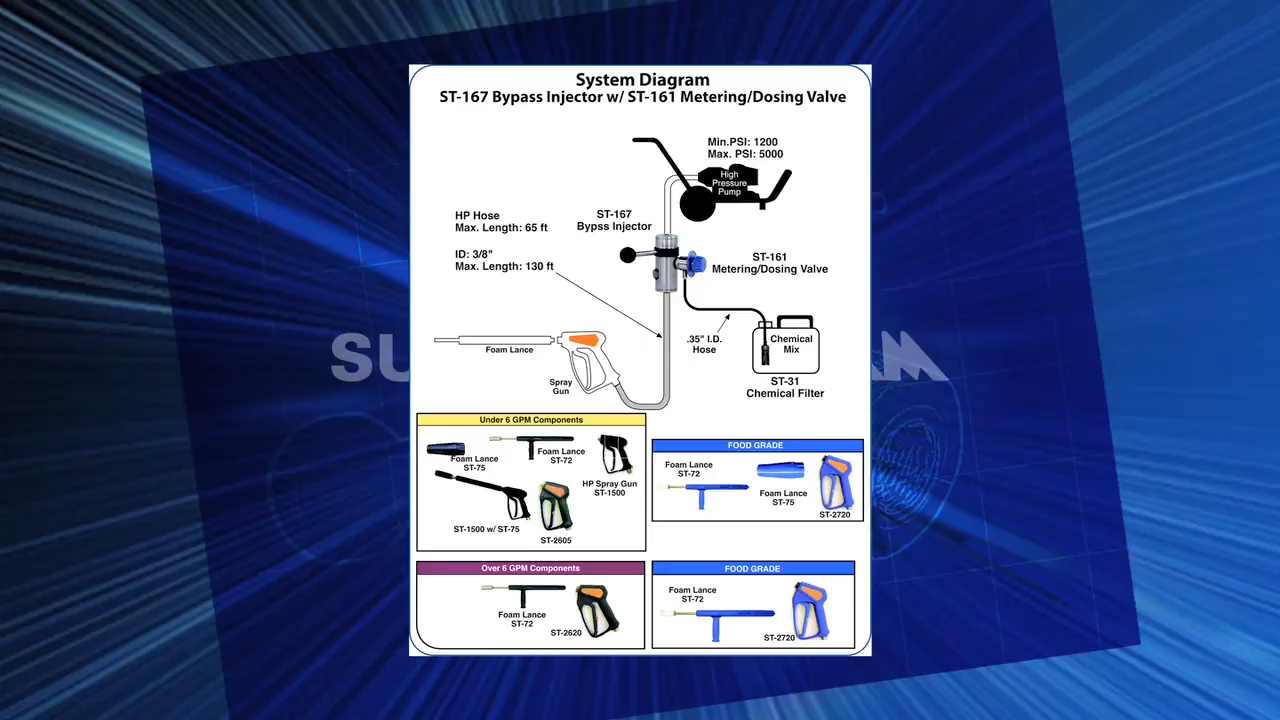 System Diagram
ST-167 Bypass Injector w/ ST-161 Metering/Dosing Valve
Min.PSI: 1200
Max. PSI: 5000
High
Pressure
Pump
HP Hose
Max. Length: 65 ft
ST-167
Bypss Injector
ID: 3/8"
Max. Length: 130 ft
ST-161
Metering/Dosing Valve
.35" I.D.
Hose
Chemical
Mix
Foam Lance
Spray
Gun
ST-31
Chemical Filter
Under 6 GPM Components
Foam Lance
ST-75
Foam Lance
ST-72
HP Spray Gun
ST-1500
ST-1500 w/ ST-75
ST-2605
FOOD GRADE
Foam Lance
ST-72
Foam Lance
ST-75
ST-2720
Over 6 GPM Components
Foam Lance
ST-72
ST-2620
FOOD GRADE
Foam Lance
ST-72
ST-2720